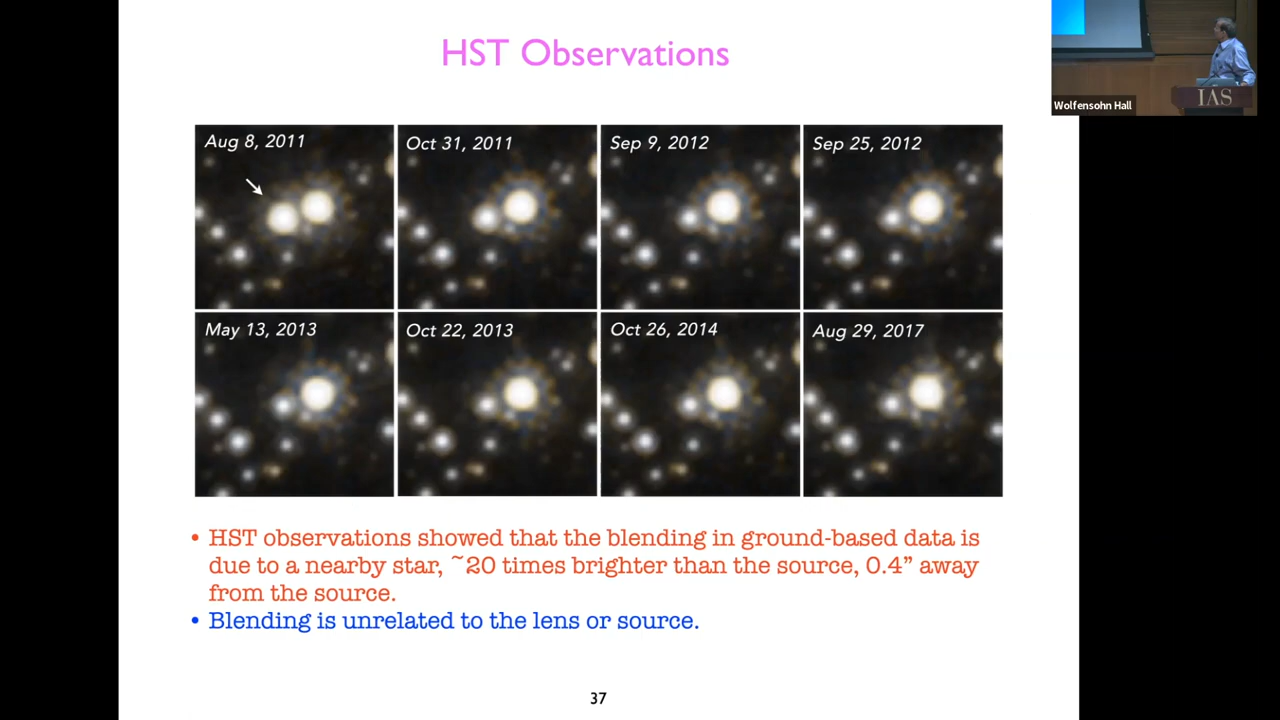 HST Observations
Aug 8, 2011
Oct 31, 2011
Sep 9, 2012
Sep 25, 2012
May 13, 2013
Oct 22, 2013
Oct 26, 2014
Aug 29, 2017
• HST observations showed that the blending in ground-based data is
due to a nearby star, ~20 times brighter than the source, 0.4” away
from the source.
• Blending is unrelated to the lens or source.
37
Wolfensohn Hall
IAS